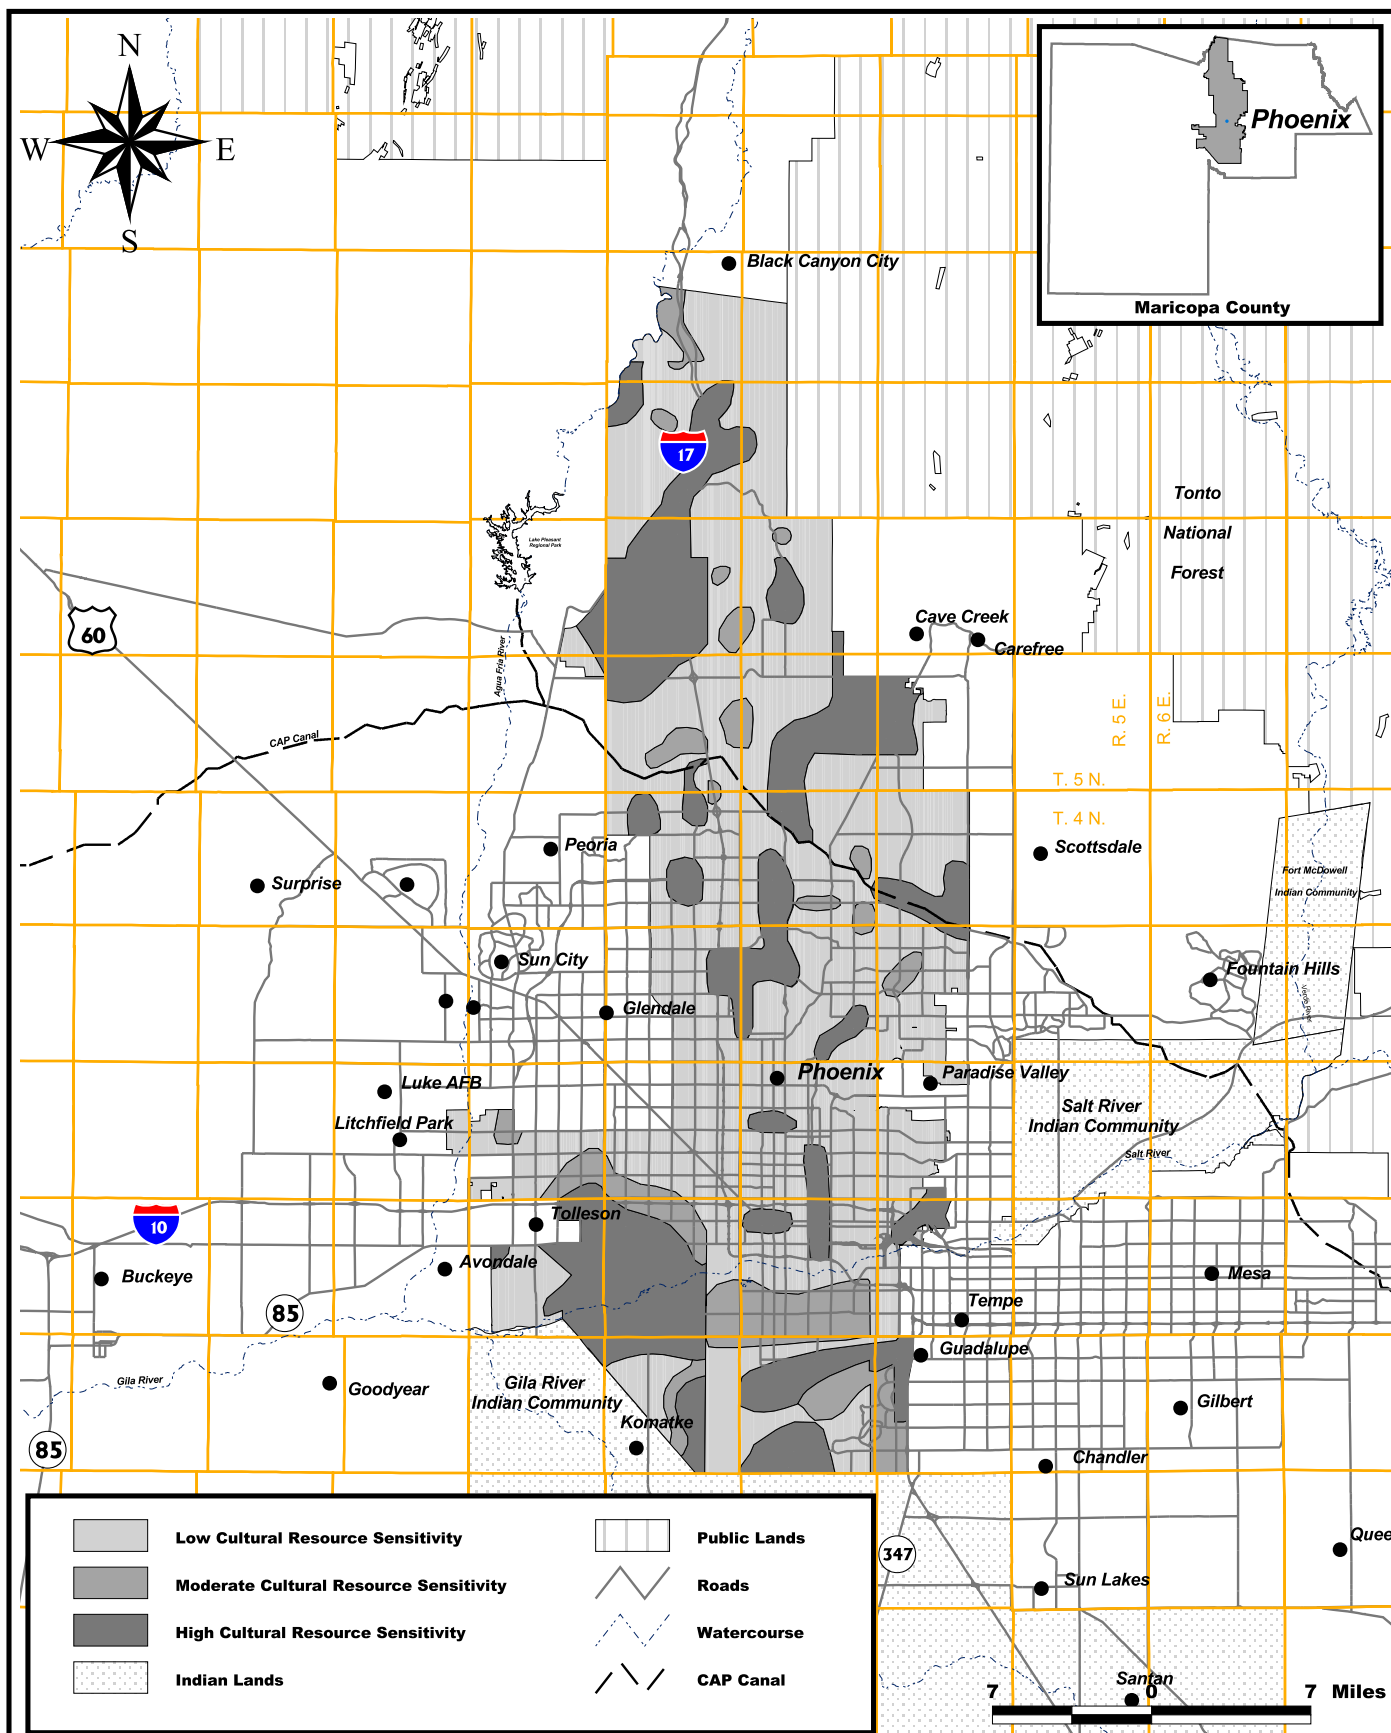 N
W
E
S
Phoenix
Maricopa County
Black Canyon City
17
Tonto
National
Forest
Lake Pleasant
Regional Park
60
Cave Creek
Carefree
Agua Fria River
R. 5 E.
R. 6 E.
CAP Canal
T. 5 N.
T. 4 N.
Peoria
Scottsdale
Surprise
Fort McDowell
Indian Community
Sun City
Fountain Hills
Verde River
Glendale
Phoenix
Paradise Valley
Luke AFB
Salt River
Indian Community
Litchfield Park
Salt River
10
Tolleson
Avondale
Buckeye
Mesa
85
Tempe
Guadalupe
Gila River
Goodyear
Gila River
Indian Community
Komatke
Gilbert
85
Chandler
Low Cultural Resource Sensitivity
Moderate Cultural Resource Sensitivity
High Cultural Resource Sensitivity
Indian Lands
Public Lands
Roads
Watercourse
CAP Canal
347
Quee
Sun Lakes
Santan
7 0 7 Miles